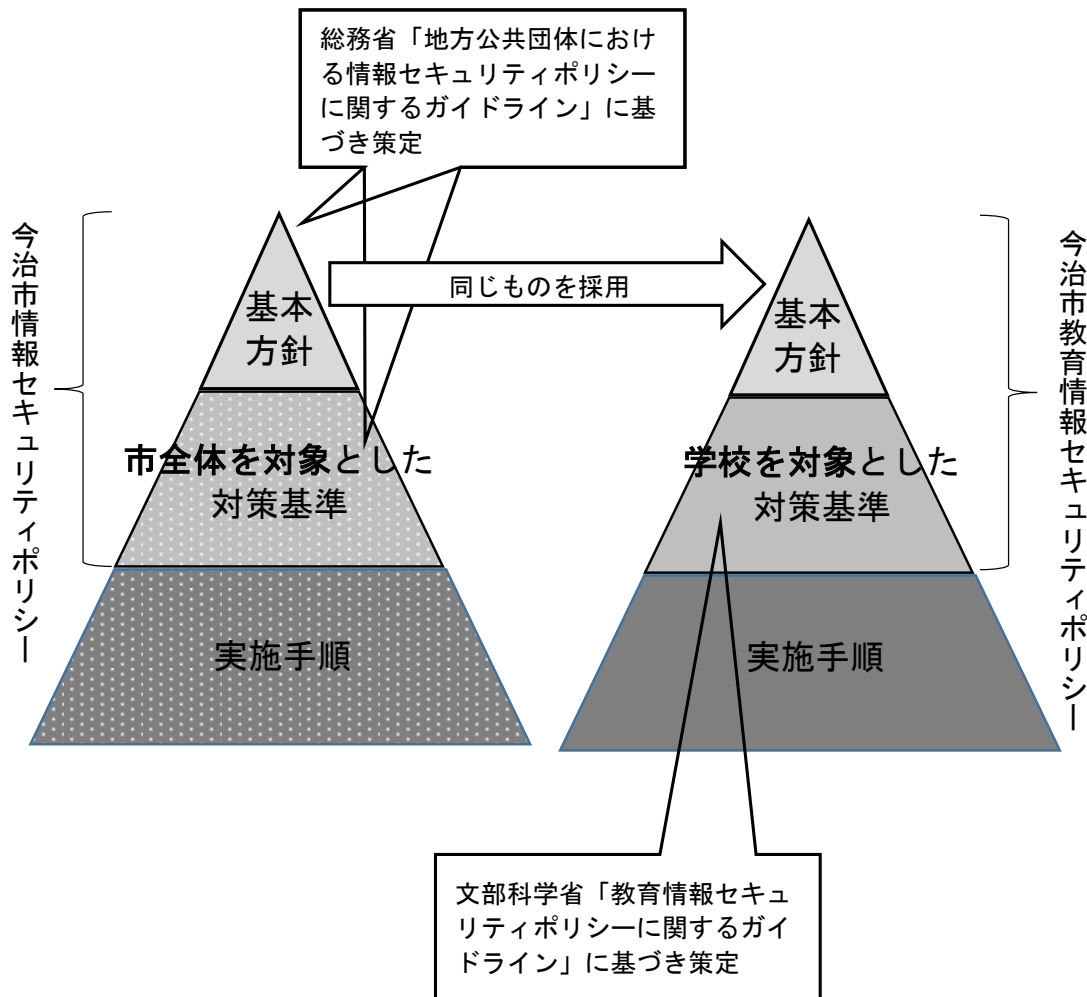 総務省「地方公共団体における情報セキュリティポリシーに関するガイドライン」に基づき策定
今治市情報セキュリティポリシー
基本
方針
同じものを採用
基本
方針
今治市教育情報セキュリティポリシー
市全体を対象とした
対策基準
学校を対象とした
対策基準
実施手順
実施手順
文部科学省「教育情報セキュ
リティポリシーに関するガイ
ドライン」に基づき策定